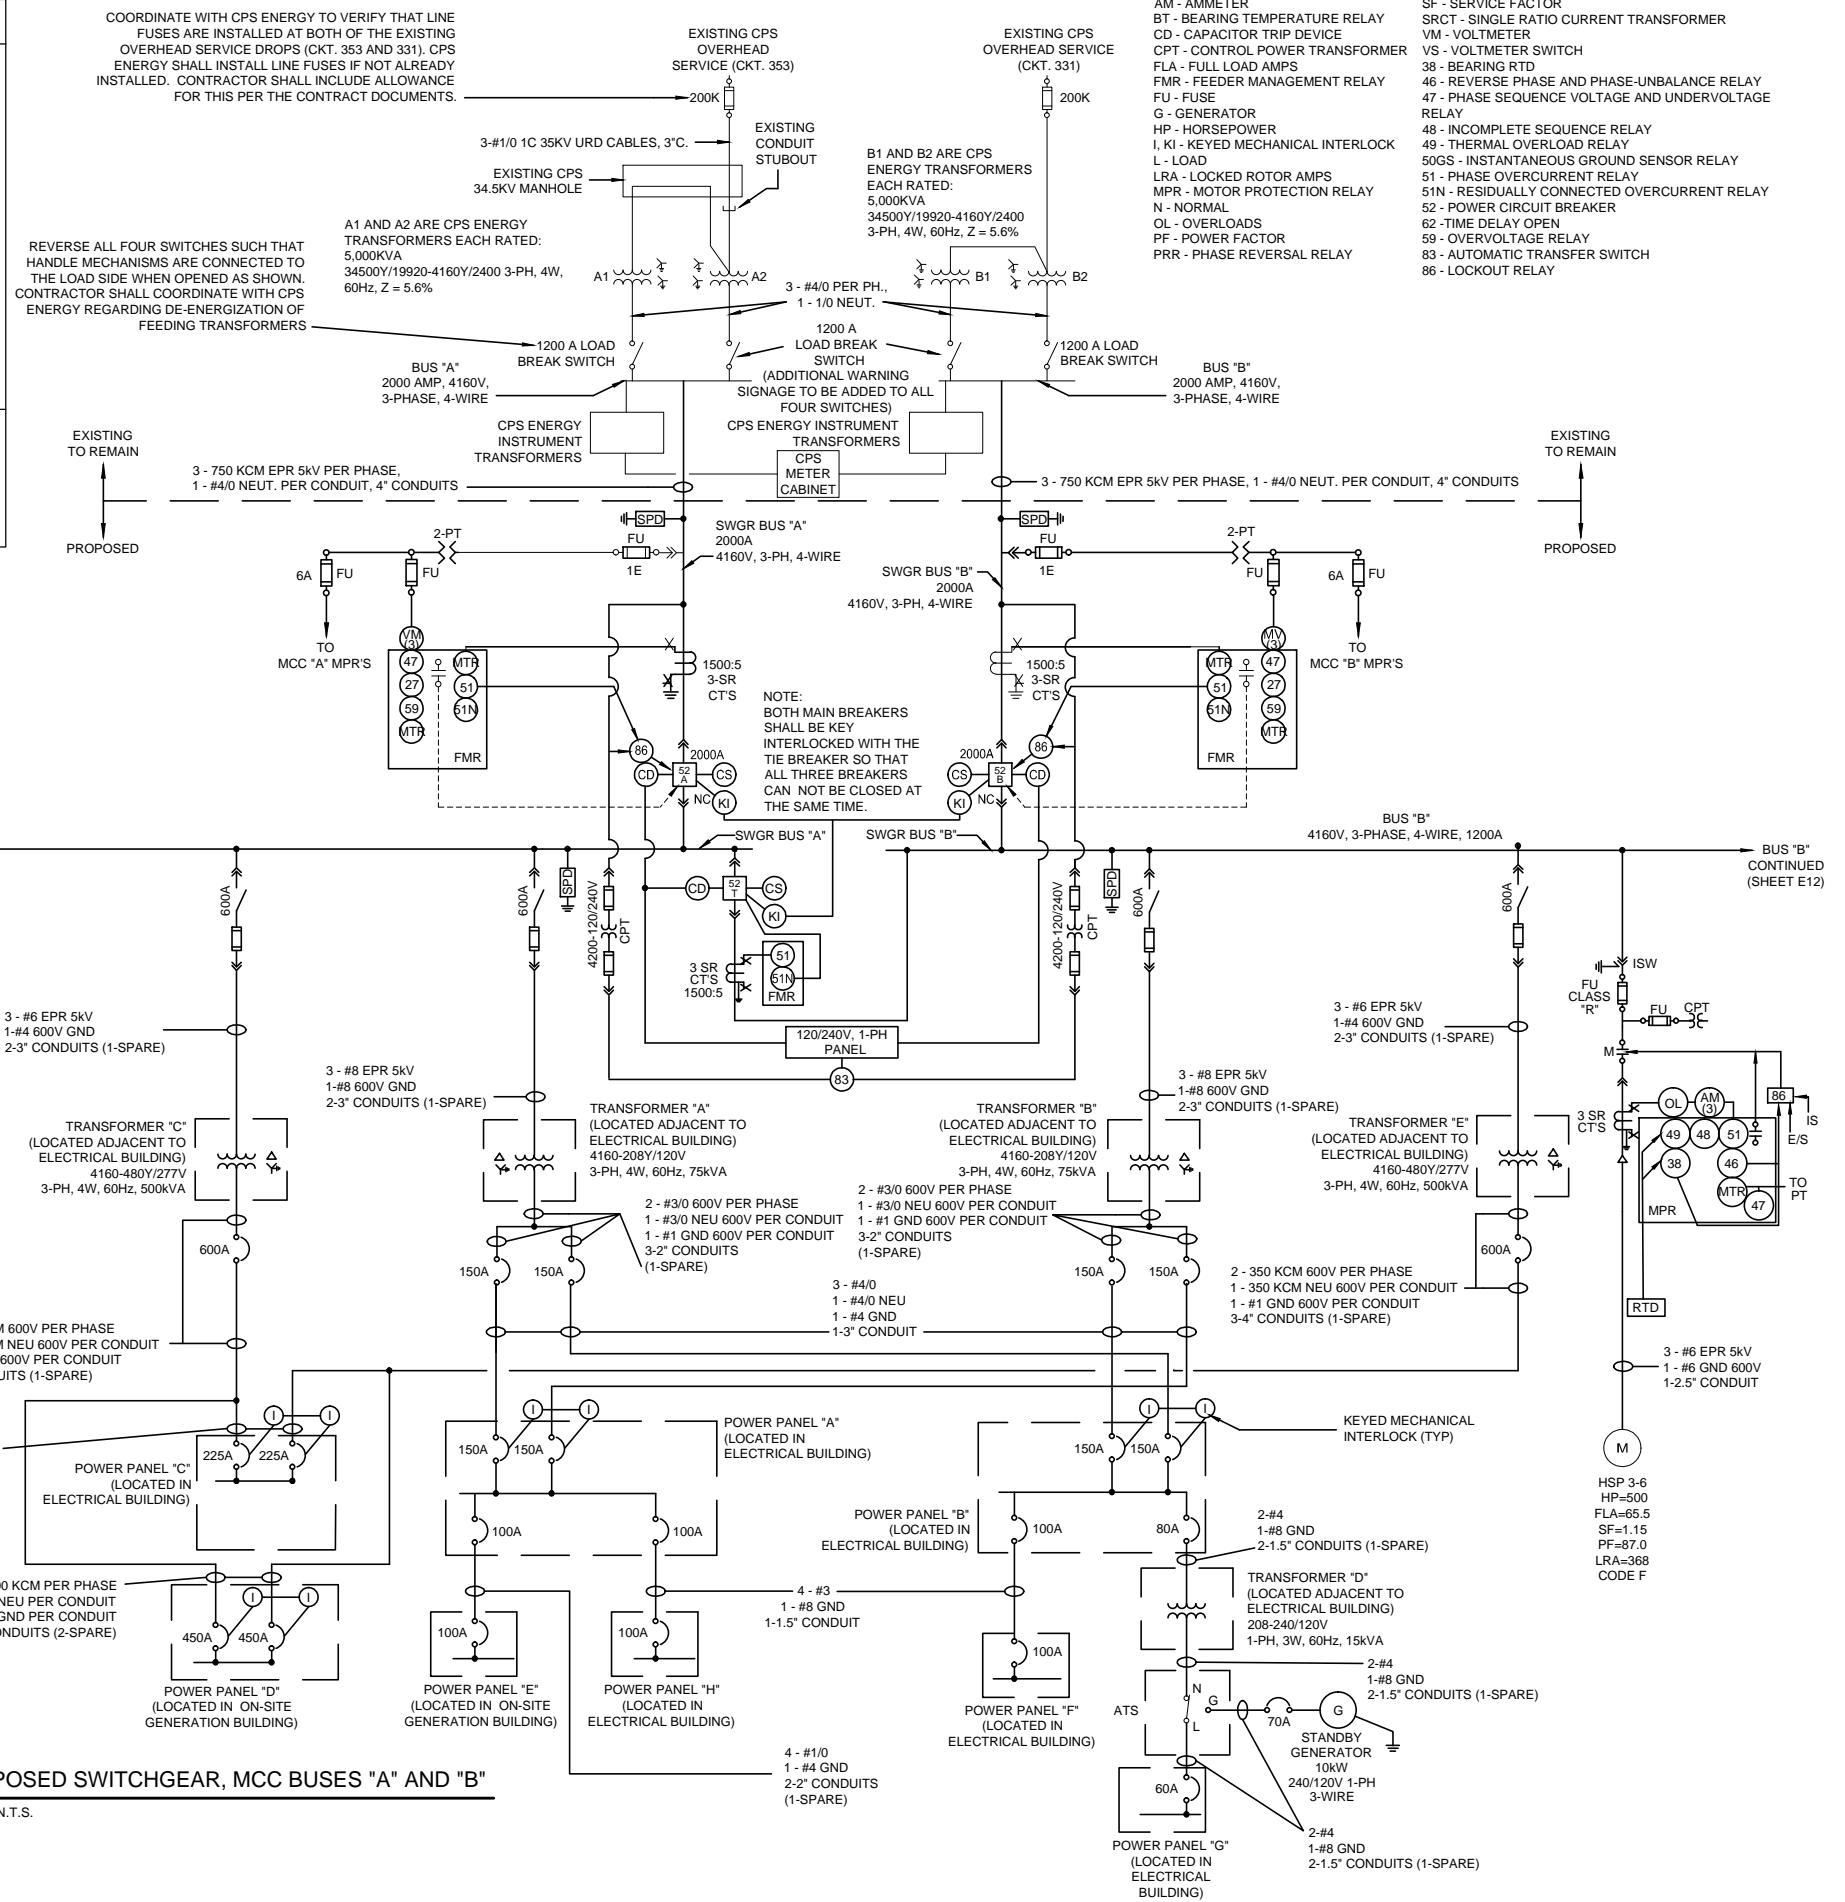 COORDINATE WITH CPS ENERGY TO VERIFY THAT LINE
FUSES ARE INSTALLED AT BOTH OF THE EXISTING
OVERHEAD SERVICE DROPS (CKT. 353 AND 331). CPS
ENERGY SHALL INSTALL LINE FUSES IF NOT ALREADY
INSTALLED. CONTRACTOR SHALL INCLUDE ALLOWANCE
FOR THIS PER THE CONTRACT DOCUMENTS.
EXISTING CPS
OVERHEAD
SERVICE (CKT. 353)
200K
EXISTING CPS
OVERHEAD SERVICE
(CKT. 331)
200K
AM - AMMETER
BT - BEARING TEMPERATURE RELAY
CD - CAPACITOR TRIP DEVICE
CPT - CONTROL POWER TRANSFORMER
FLA - FULL LOAD AMPS
FMR - FEEDER MANAGEMENT RELAY
FU - FUSE
G - GENERATOR
HP - HORSEPOWER
I, KI - KEYED MECHANICAL INTERLOCK
L - LOAD
LRA - LOCKED ROTOR AMPS
MPR - MOTOR PROTECTION RELAY
N - NORMAL
OL - OVERLOADS
PF - POWER FACTOR
PRR - PHASE REVERSAL RELAY
SF - SERVICE FACTOR
SRCT - SINGLE RATIO CURRENT TRANSFORMER
VM - VOLTMETER
VS - VOLTMETER SWITCH
38 - BEARING RTD
46 - REVERSE PHASE AND PHASE-UNBALANCE RELAY
47 - PHASE SEQUENCE VOLTAGE AND UNDERVOLTAGE
RELAY
48 - INCOMPLETE SEQUENCE RELAY
49 - THERMAL OVERLOAD RELAY
50GS - INSTANTANEOUS GROUND SENSOR RELAY
51 - PHASE OVERCURRENT RELAY
51N - RESIDUALLY CONNECTED OVERCURRENT RELAY
52 - POWER CIRCUIT BREAKER
62 -TIME DELAY OPEN
59 - OVERVOLTAGE RELAY
83 - AUTOMATIC TRANSFER SWITCH
86 - LOCKOUT RELAY
3-#1/0 1C 35KV URD CABLES, 3"C.
EXISTING
CONDUIT
STUBOUT
EXISTING CPS
34.5KV MANHOLE
B1 AND B2 ARE CPS
ENERGY TRANSFORMERS
EACH RATED:
5,000KVA
34500Y/19920-4160Y/2400
3-PH, 4W, 60Hz, Z = 5.6%
A1 AND A2 ARE CPS ENERGY
TRANSFORMERS EACH RATED:
5,000KVA
34500Y/19920-4160Y/2400 3-PH, 4W,
60Hz, Z = 5.6%
REVERSE ALL FOUR SWITCHES SUCH THAT
HANDLE MECHANISMS ARE CONNECTED TO
THE LOAD SIDE WHEN OPENED AS SHOWN.
CONTRACTOR SHALL COORDINATE WITH CPS
ENERGY REGARDING DE-ENERGIZATION OF
FEEDING TRANSFORMERS
A1
A2
B1
B2
3 - #4/0 PER PH.,
1 - 1/0 NEUT.
1200 A LOAD
BREAK SWITCH
1200 A
LOAD BREAK
SWITCH
(ADDITIONAL WARNING
SIGNAGE TO BE ADDED TO ALL
FOUR SWITCHES)
1200 A LOAD
BREAK SWITCH
BUS "A"
2000 AMP, 4160V,
3-PHASE, 4-WIRE
BUS "B"
2000 AMP, 4160V,
3-PHASE, 4-WIRE
CPS ENERGY
INSTRUMENT
TRANSFORMERS
CPS ENERGY INSTRUMENT
TRANSFORMERS
CPS
METER
CABINET
EXISTING
TO REMAIN
EXISTING
TO REMAIN
3 - 750 KCM EPR 5kV PER PHASE,
1 - #4/0 NEUT. PER CONDUIT, 4" CONDUITS
3 - 750 KCM EPR 5kV PER PHASE, 1 - #4/0 NEUT. PER CONDUIT, 4" CONDUITS
PROPOSED
PROPOSED
SPD
SPD
SWGR BUS "A"
2000A
4160V, 3-PH, 4-WIRE
SWGR BUS "B"
2000A
4160V, 3-PH, 4-WIRE
2-PT
FU
1E
6A
FU
FU
FU
1E
2-PT
FU
6A
FU
TO
MCC "A" MPR'S
TO
MCC "B" MPR'S
VM
(3)
47
27
59
MTR
MTR
51
51N
FMR
MV
(3)
47
27
59
MTR
MTR
51
51N
FMR
1500:5
3-SR
CT'S
1500:5
3-SR
CT'S
NOTE:
BOTH MAIN BREAKERS
SHALL BE KEY
INTERLOCKED WITH THE
TIE BREAKER SO THAT
ALL THREE BREAKERS
CAN NOT BE CLOSED AT
THE SAME TIME.
86
2000A
CD
52
A
CS
NC
KI
86
2000A
CS
52
B
CD
KI
NC
SWGR BUS "A"
SWGR BUS "B"
BUS "B"
4160V, 3-PHASE, 4-WIRE, 1200A
BUS "B"
CONTINUED
(SHEET E12)
600A
600A
SPD
4200-120/240V
CPT
CD
52
T
CS
KI
3 SR
CT'S
1500:5
51
51N
FMR
4200-120/240V
CPT
SPD
600A
600A
120/240V, 1-PH
PANEL
83
ISW
FU
CLASS
"R"
FU
CPT
M
3 - #6 EPR 5kV
1-#4 600V GND
2-3" CONDUITS (1-SPARE)
3 - #8 EPR 5kV
1-#8 600V GND
2-3" CONDUITS (1-SPARE)
3 - #8 EPR 5kV
1-#8 600V GND
2-3" CONDUITS (1-SPARE)
3 - #6 EPR 5kV
1-#4 600V GND
2-3" CONDUITS (1-SPARE)
3 SR
CT'S
OL
AM
(3)
49
48
51
38
46
MTR
47
MPR
86
IS
E/S
TO
PT
RTD
TRANSFORMER "C"
(LOCATED ADJACENT TO
ELECTRICAL BUILDING)
4160-480Y/277V
3-PH, 4W, 60Hz, 500kVA
TRANSFORMER "A"
(LOCATED ADJACENT TO
ELECTRICAL BUILDING)
4160-208Y/120V
3-PH, 4W, 60Hz, 75kVA
TRANSFORMER "B"
(LOCATED ADJACENT TO
ELECTRICAL BUILDING)
4160-208Y/120V
3-PH, 4W, 60Hz, 75kVA
TRANSFORMER "E"
(LOCATED ADJACENT TO
ELECTRICAL BUILDING)
4160-480Y/277V
3-PH, 4W, 60Hz, 500kVA
2 - #3/0 600V PER PHASE
1 - #3/0 NEU 600V PER CONDUIT
1 - #1 GND 600V PER CONDUIT
3-2" CONDUITS
(1-SPARE)
2 - #3/0 600V PER PHASE
1 - #3/0 NEU 600V PER CONDUIT
1 - #1 GND 600V PER CONDUIT
3-2" CONDUITS
(1-SPARE)
600A
150A
150A
150A
150A
600A
3 - #4/0
1 - #4/0 NEU
1 - #4 GND
1-3" CONDUIT
2 - 350 KCM 600V PER PHASE
1 - 350 KCM NEU 600V PER CONDUIT
1 - #1 GND 600V PER CONDUIT
3-4" CONDUITS (1-SPARE)
M 600V PER PHASE
M NEU 600V PER CONDUIT
600V PER CONDUIT
UITS (1-SPARE)
3 - #6 EPR 5kV
1 - #6 GND 600V
1-2.5" CONDUIT
I
I
225A
225A
POWER PANEL "C"
(LOCATED IN
ELECTRICAL BUILDING)
I
I
150A
150A
POWER PANEL "A"
(LOCATED IN
ELECTRICAL BUILDING)
100A
100A
I
I
150A
150A
KEYED MECHANICAL
INTERLOCK (TYP)
POWER PANEL "B"
(LOCATED IN
ELECTRICAL BUILDING)
100A
80A
M
HSP 3-6
HP=500
FLA=65.5
SF=1.15
PF=87.0
LRA=368
CODE F
2-#4
1-#8 GND
2-1.5" CONDUITS (1-SPARE)
0 KCM PER PHASE
NEU PER CONDUIT
GND PER CONDUIT
ONDUITS (2-SPARE)
I
I
450A
450A
POWER PANEL "D"
(LOCATED IN ON-SITE
GENERATION BUILDING)
100A
POWER PANEL "E"
(LOCATED IN ON-SITE
GENERATION BUILDING)
100A
POWER PANEL "H"
(LOCATED IN
ELECTRICAL BUILDING)
4 - #3
1 - #8 GND
1-1.5" CONDUIT
100A
POWER PANEL "F"
(LOCATED IN
ELECTRICAL BUILDING)
TRANSFORMER "D"
(LOCATED ADJACENT TO
ELECTRICAL BUILDING)
208-240/120V
1-PH, 3W, 60Hz, 15kVA
2-#4
1-#8 GND
2-1.5" CONDUITS (1-SPARE)
ATS
N
G
L
70A
G
STANDBY
GENERATOR
10kW
240/120V 1-PH
3-WIRE
4 - #1/0
1 - #4 GND
2-2" CONDUITS
(1-SPARE)
60A
POWER PANEL "G"
(LOCATED IN
ELECTRICAL
BUILDING)
2-#4
1-#8 GND
2-1.5" CONDUITS (1-SPARE)
POSED SWITCHGEAR, MCC BUSES "A" AND "B"
N.T.S.